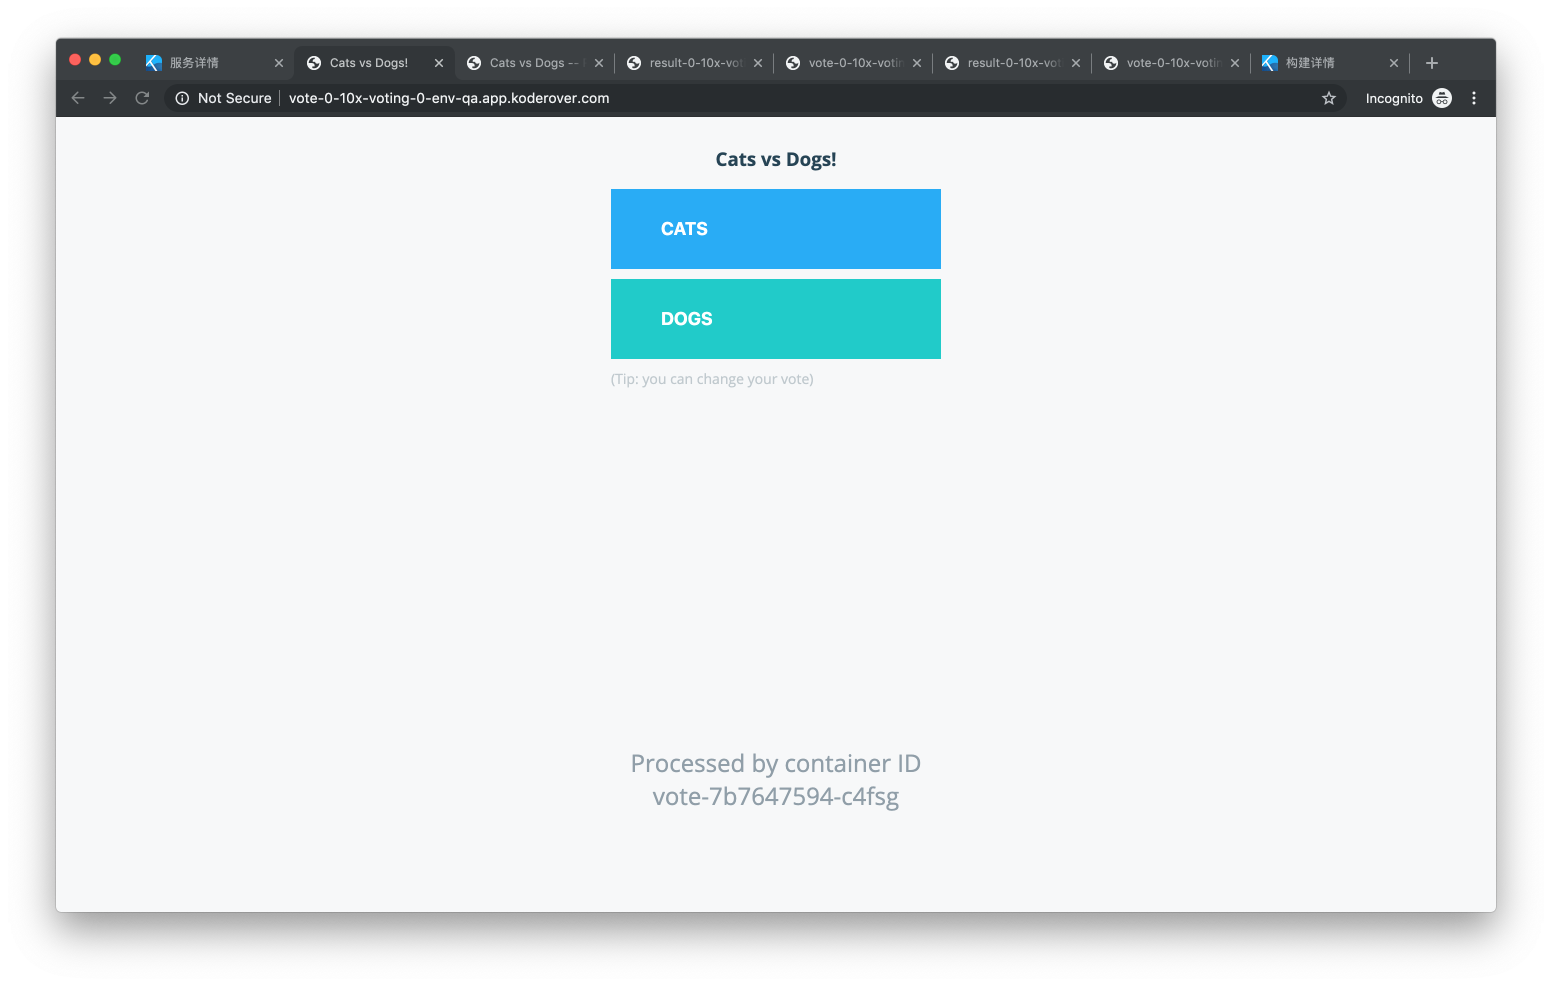 服务详情
Cats vs Dogs!
Cats vs Dogs --
result-0-10x-vot
vote-0-10x-votin
result-0-10x-vot
vote-0-10x-votin
构建详情
Not Secure
vote-0-10x-voting-0-env-qa.app.koderover.com
Incognito
Cats vs Dogs!
CATS
DOGS
(Tip: you can change your vote)
Processed by container ID
vote-7b7647594-c4fsg